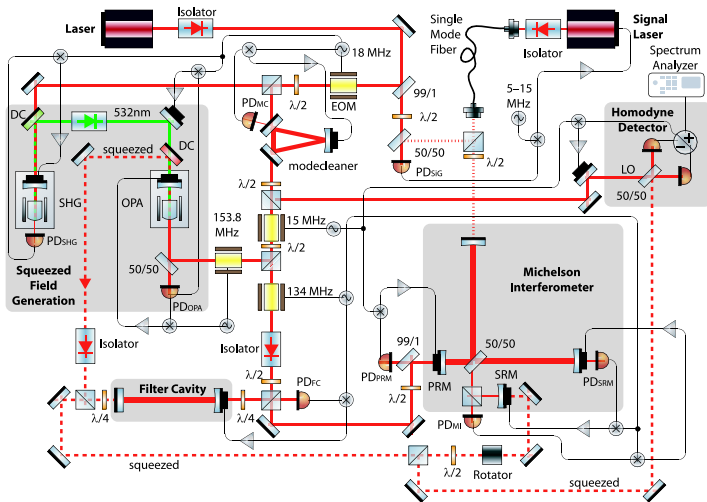 Laser
Isolator
Single
Mode
Fiber
Signal
Laser
Isolator
18 MHz
Spectrum
Analyzer
5–15
MHz
PDMC
λ/2
EOM
99/1
λ/2
DC
532nm
DC
Homodyne
Detector
squeezed
modecleaner
50/50
PDSIG
λ/2
LO
50/50
λ/2
SHG
OPA
153.8
MHz
15 MHz
λ/2
PDSHG
50/50
Squeezed
Field
Generation
PDOPA
134 MHz
Michelson
Interferometer
Isolator
Isolator
λ/2
99/1
50/50
PDPRM
PRM
SRM
PDSRM
λ/2
Filter Cavity
PDFC
λ/4
λ/4
PDMI
squeezed
λ/2
Rotator
squeezed